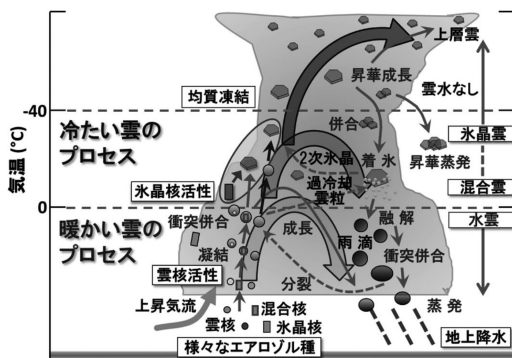 上層雲
昇華成長
雲水なし
均質凍結
-40
併合
氷晶雲
冷たい雲の
プロセス
2次氷晶
着氷
昇華蒸発
過冷却
雲粒
氷晶核活性
混合雲
気温 (°C)
0
水雲
暖かい雲の
プロセス
衝突併合
成長
融解
雨滴
凝結
衝突併合
雲核活性
分裂
蒸発
上昇気流
混合核
雲核
氷晶核
地上降水
様々なエアロゾル種